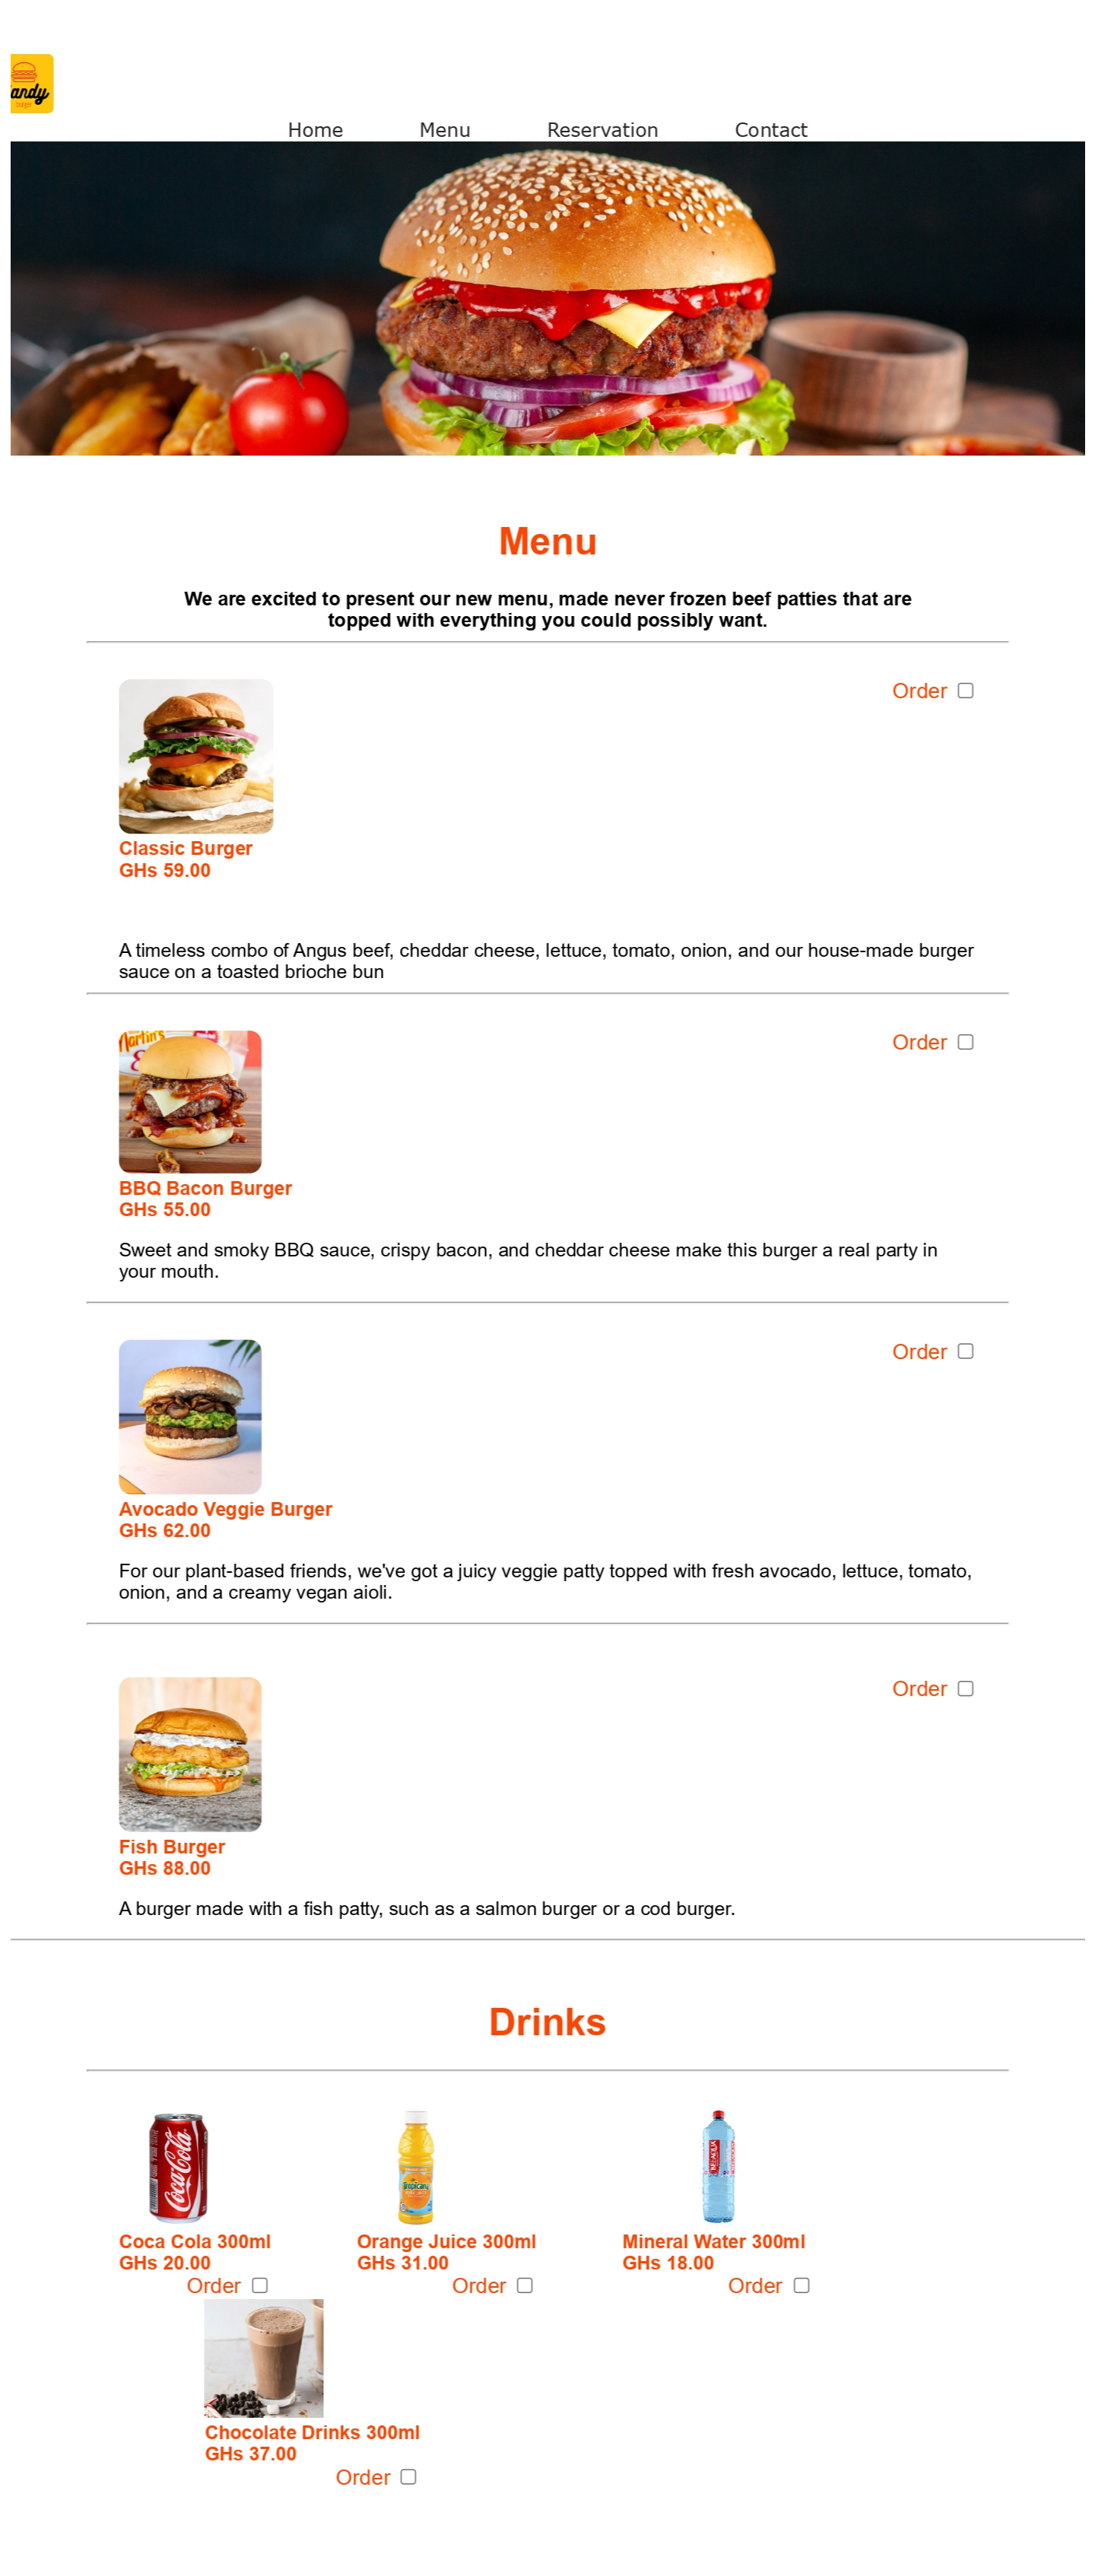 andy
burger
Home Menu Reservation Contact
Menu
We are excited to present our new menu, made never frozen beef patties that are
topped with everything you could possibly want.
Order
Classic Burger
GHs 59.00
A timeless combo of Angus beef, cheddar cheese, lettuce, tomato, onion, and our house-made burger
sauce on a toasted brioche bun
Martin's
Order
BBQ Bacon Burger
GHs 55.00
Sweet and smoky BBQ sauce, crispy bacon, and cheddar cheese make this burger a real party in
your mouth.
Order
Avocado Veggie Burger
GHs 62.00
For our plant-based friends, we've got a juicy veggie patty topped with fresh avocado, lettuce, tomato,
onion, and a creamy vegan aioli.
Order
Fish Burger
GHs 88.00
A burger made with a fish patty, such as a salmon burger or a cod burger.
Drinks
Coca-Cola
Tropicana
BELAQUA
Coca Cola 300ml Orange Juice 300ml Mineral Water 300ml
GHs 20.00 GHs 31.00 GHs 18.00
Order Order Order
Chocolate Drinks 300ml
GHs 37.00
Order